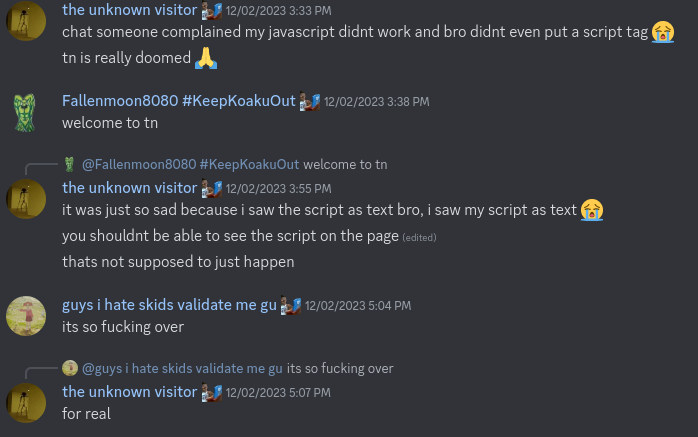 the unknown visitor 12/02/2023 3:33 PM
chat someone complained my javascript didnt work and bro didnt even put a script tag 😭
tn is really doomed 🙏
Fallenmoon8080 #KeepKoakuOut 12/02/2023 3:38 PM
welcome to tn
@Fallenmoon8080 #KeepKoakuOut welcome to tn
the unknown visitor 12/02/2023 3:55 PM
it was just so sad because i saw the script as text bro, i saw my script as text 😭
you shouldnt be able to see the script on the page (edited)
thats not supposed to just happen
guys i hate skids validate me gu 12/02/2023 5:04 PM
its so fucking over
@guys i hate skids validate me gu its so fucking over
the unknown visitor 12/02/2023 5:07 PM
for real